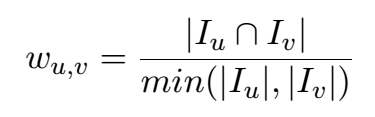 w_{u,v} = \frac{|I_u \cap I_v|}{min(|I_u|, |I_v|)}